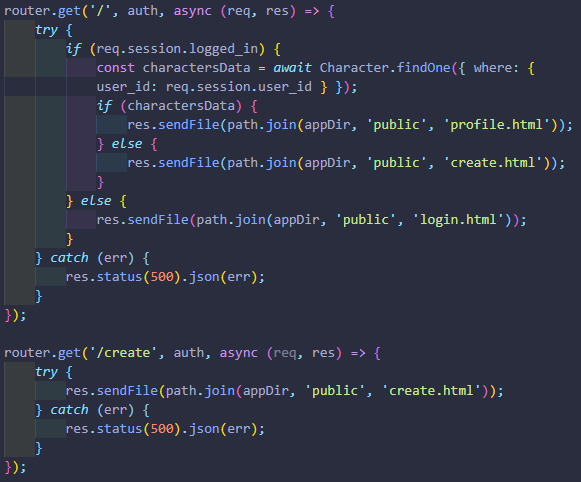 router.get('/', auth, async (req, res) => {
    try {
        if (req.session.logged_in) {
            const charactersData = await Character.findOne({ where: {
            user_id: req.session.user_id } });
            if (charactersData) {
                res.sendFile(path.join(appDir, 'public', 'profile.html'));
            } else {
                res.sendFile(path.join(appDir, 'public', 'create.html'));
            }
        } else {
            res.sendFile(path.join(appDir, 'public', 'login.html'));
        }
    } catch (err) {
        res.status(500).json(err);
    }
});

router.get('/create', auth, async (req, res) => {
    try {
        res.sendFile(path.join(appDir, 'public', 'create.html'));
    } catch (err) {
        res.status(500).json(err);
    }
});